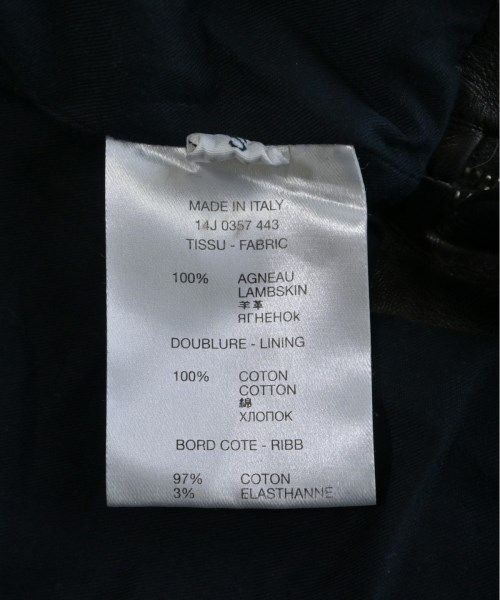 MADE IN ITALY
14J 0357 443
TISSU - FABRIC
100% AGNEAU
LAMBSKIN
羊革
ЯГНЕНОК
DOUBLURE - LINING
100% COTON
COTTON
綿
ХЛОПОК
BORD COTE - RIBB
97% COTON
3% ELASTHANNE